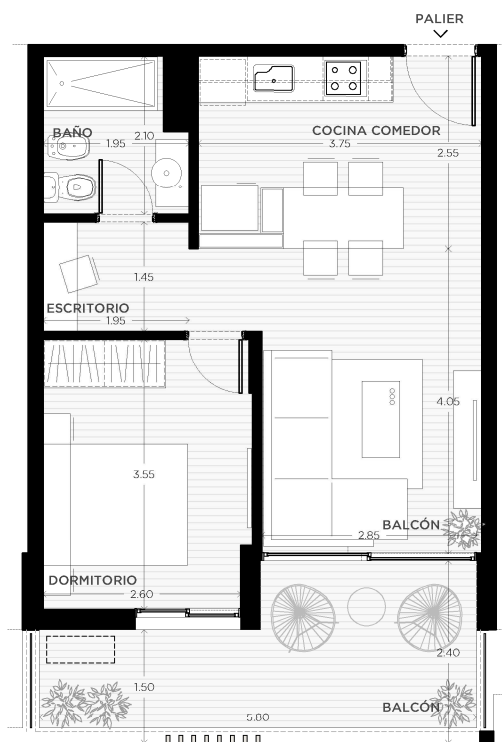 PALIER
BAÑO
2.10
1.95
COCINA COMEDOR
3.75
2.55
1.45
ESCRITORIO
1.95
4.05
3.55
BALCÓN
2.85
DORMITORIO
2.60
2.40
1.50
BALCÓN
5.00